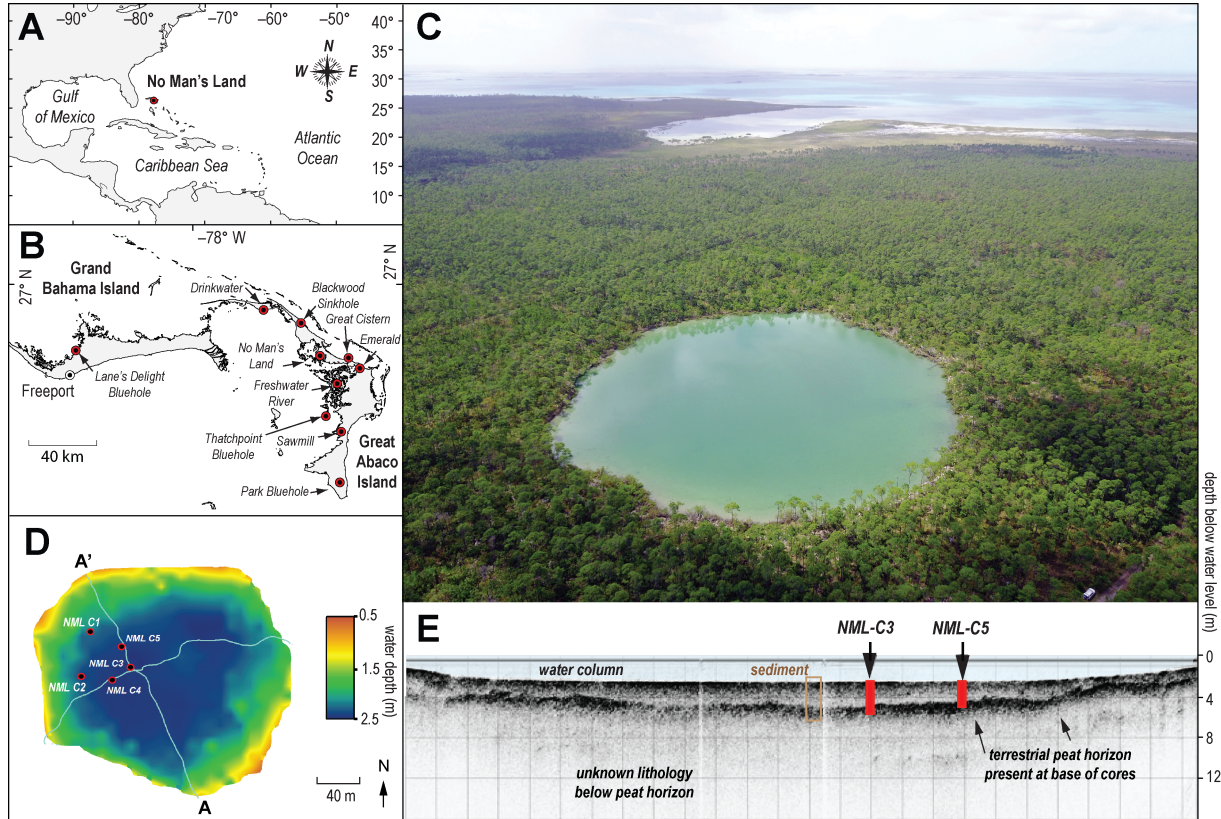 A
–90° –80° –70° –60° –50° 40°
35°
30°
25°
20°
15°
10°
N
W E
S
No Man's Land
Gulf
of Mexico
Atlantic
Ocean
Caribbean Sea
B
–78° W
27° N
27° N
Grand
Bahama Island
Drinkwater
Blackwood
Sinkhole
Great Cistern
Emerald
No Man's
Land
Lane's Delight
Bluehole
Freeport
Freshwater
River
Thatchpoint
Bluehole
Sawmill
Great
Abaco
Island
Park Bluehole
40 km
C
D
A'
NML C1
NML C5
NML C3
NML C2
NML C4
A
0.5
1.5
2.5
water depth (m)
40 m
N
E
NML-C3
NML-C5
water column
sediment
terrestrial peat horizon
present at base of cores
unknown lithology
below peat horizon
0
4
8
12
depth below water level (m)